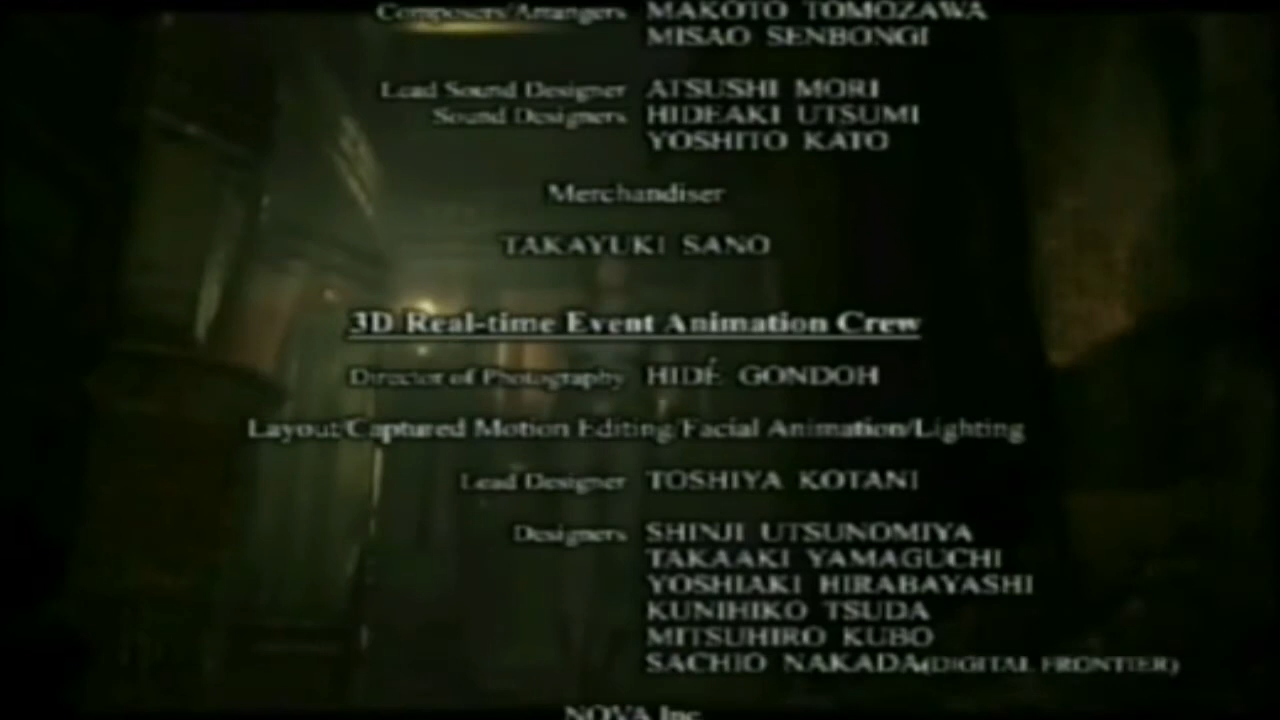 Composers/Arrangers MAKOTO TOMOZAWA
MISAO SENBONGI
Lead Sound Designer ATSUSHI MORI
Sound Designers HIDEAKI UTSUMI
YOSHITO KATO
Merchandiser
TAKAYUKI SANO
3D Real-time Event Animation Crew
Director of Photography HIDÉ GONDOH
Layout/Captured Motion Editing/Facial Animation/Lighting
Lead Designer TOSHIYA KOTANI
Designers SHINJI UTSUNOMIYA
TAKAAKI YAMAGUCHI
YOSHIAKI HIRABAYASHI
KUNIHIKO TSUDA
MITSUHIRO KUBO
SACHIO NAKADA(DIGITAL FRONTIER)
NOVA Inc